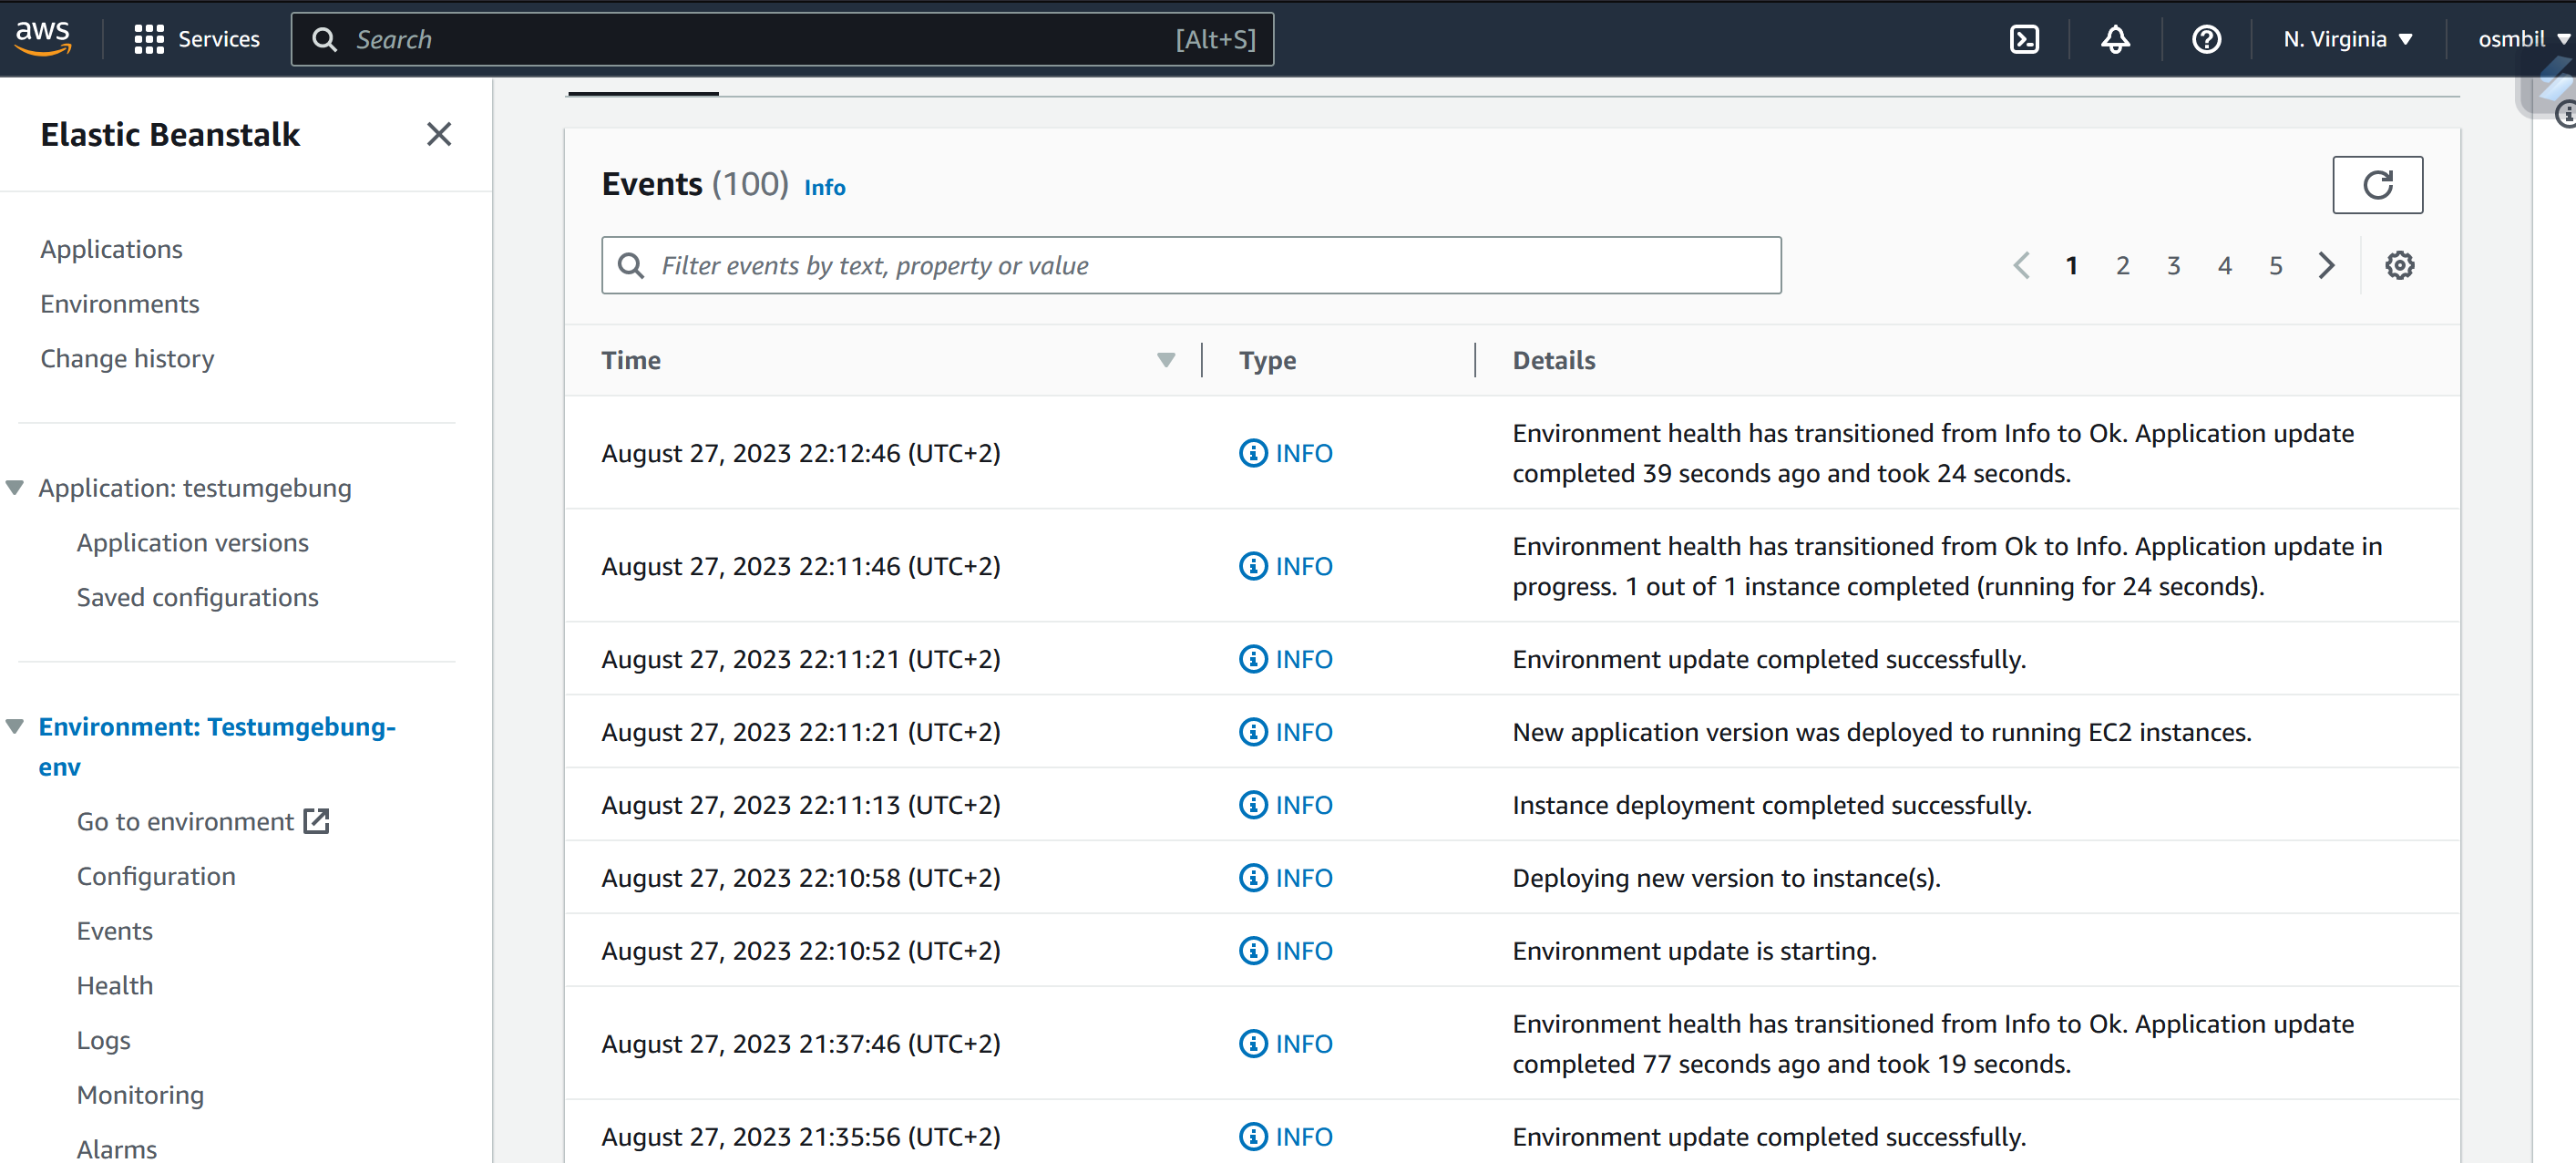 aws
Services
Search
[Alt+S]
N. Virginia
osmbil
Elastic Beanstalk
Applications
Environments
Change history
Application: testumgebung
Application versions
Saved configurations
Environment: Testumgebung-
env
Go to environment
Configuration
Events
Health
Logs
Monitoring
Alarms
Events (100) Info
Filter events by text, property or value
1 2 3 4 5
Time Type Details
August 27, 2023 22:12:46 (UTC+2) INFO Environment health has transitioned from Info to Ok. Application update
completed 39 seconds ago and took 24 seconds.
August 27, 2023 22:11:46 (UTC+2) INFO Environment health has transitioned from Ok to Info. Application update in
progress. 1 out of 1 instance completed (running for 24 seconds).
August 27, 2023 22:11:21 (UTC+2) INFO Environment update completed successfully.
August 27, 2023 22:11:21 (UTC+2) INFO New application version was deployed to running EC2 instances.
August 27, 2023 22:11:13 (UTC+2) INFO Instance deployment completed successfully.
August 27, 2023 22:10:58 (UTC+2) INFO Deploying new version to instance(s).
August 27, 2023 22:10:52 (UTC+2) INFO Environment update is starting.
August 27, 2023 21:37:46 (UTC+2) INFO Environment health has transitioned from Info to Ok. Application update
completed 77 seconds ago and took 19 seconds.
August 27, 2023 21:35:56 (UTC+2) INFO Environment update completed successfully.